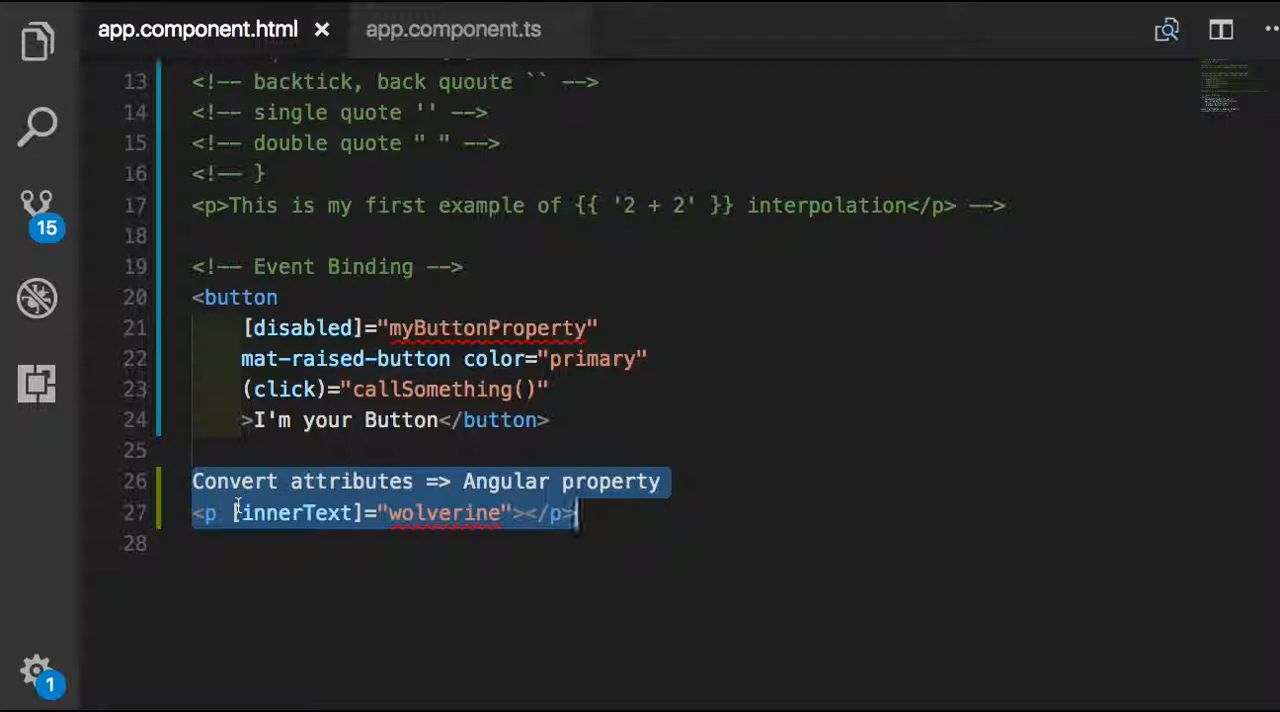 app.component.html × app.component.ts
13 <!-- backtick, back quoute `` -->
14 <!-- single quote '' -->
15 <!-- double quote " " -->
16 <!-- }
17 <p>This is my first example of {{ '2 + 2' }} interpolation</p> -->
18
19 <!-- Event Binding -->
20 <button
21 [disabled]="myButtonProperty"
22 mat-raised-button color="primary"
23 (click)="callSomething()"
24 >I'm your Button</button>
25
26 Convert attributes => Angular property
27 <p [innerText]="wolverine"></p>
28
15
1